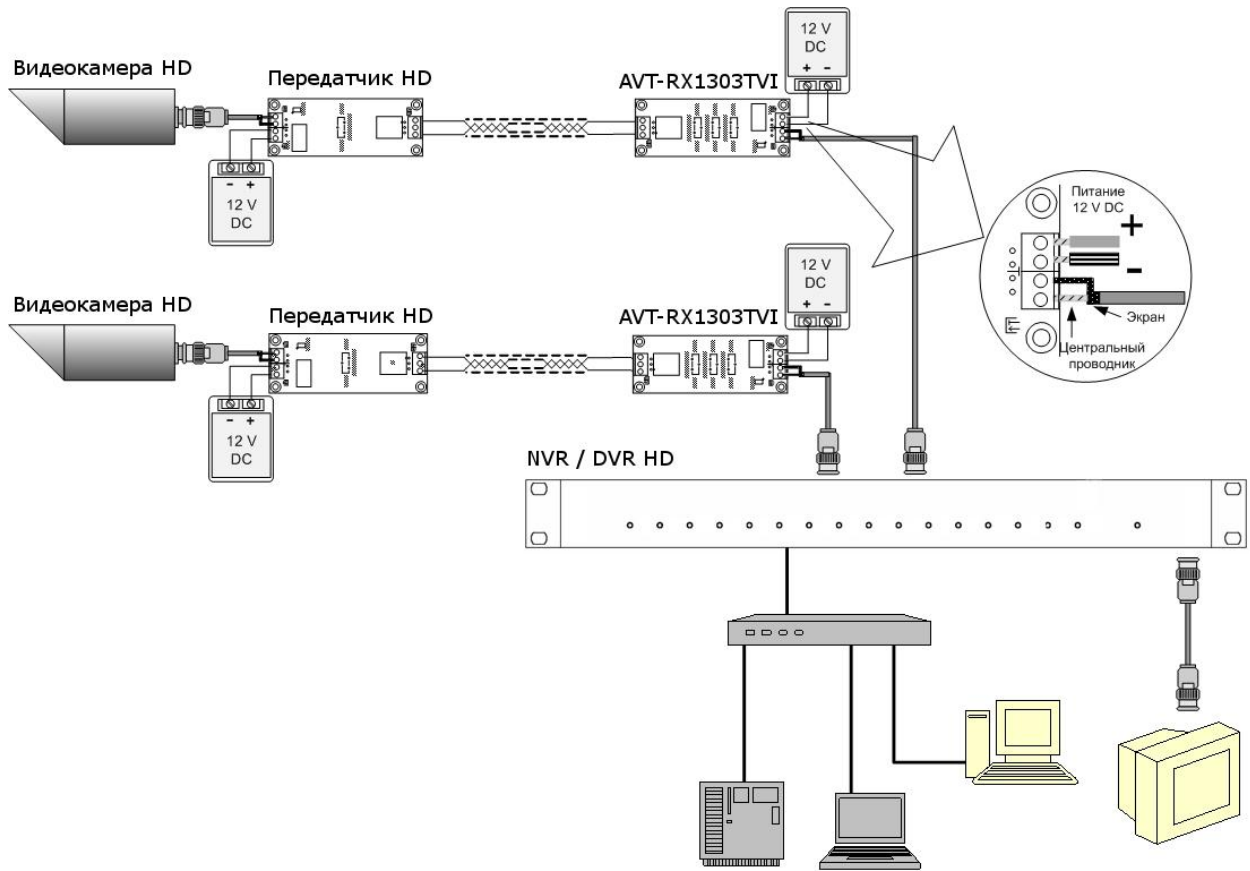 12 V
DC
+ -
Видеокамера HD
Передатчик HD
AVT-RX1303TVI
- +
12 V
DC
Питание
12 V DC
+
-
Экран
Центральный
проводник
12 V
DC
+ -
Видеокамера HD
Передатчик HD
AVT-RX1303TVI
- +
12 V
DC
NVR / DVR HD